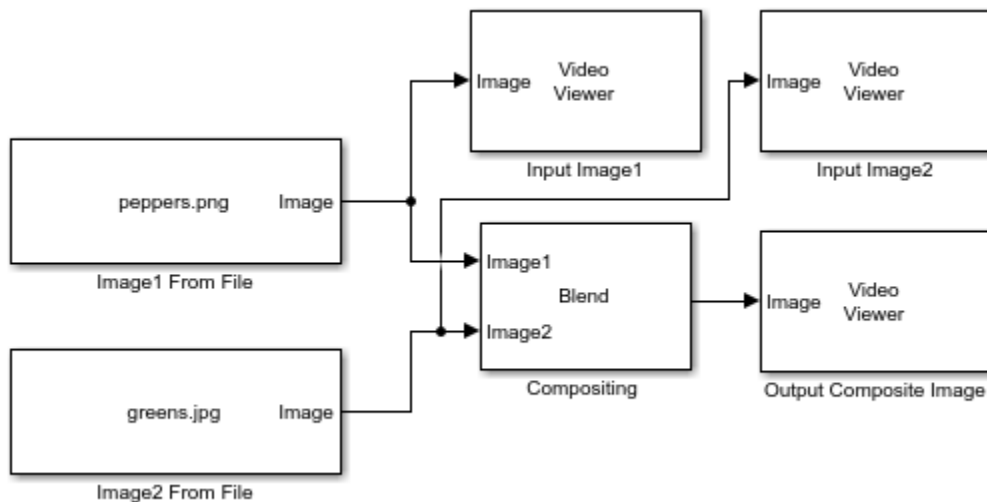 Image
Video
Viewer
Input Image1
Image
Video
Viewer
Input Image2
peppers.png
Image
Image1 From File
Image1
Blend
Image2
Compositing
Image
Video
Viewer
Output Composite Image
greens.jpg
Image
Image2 From File